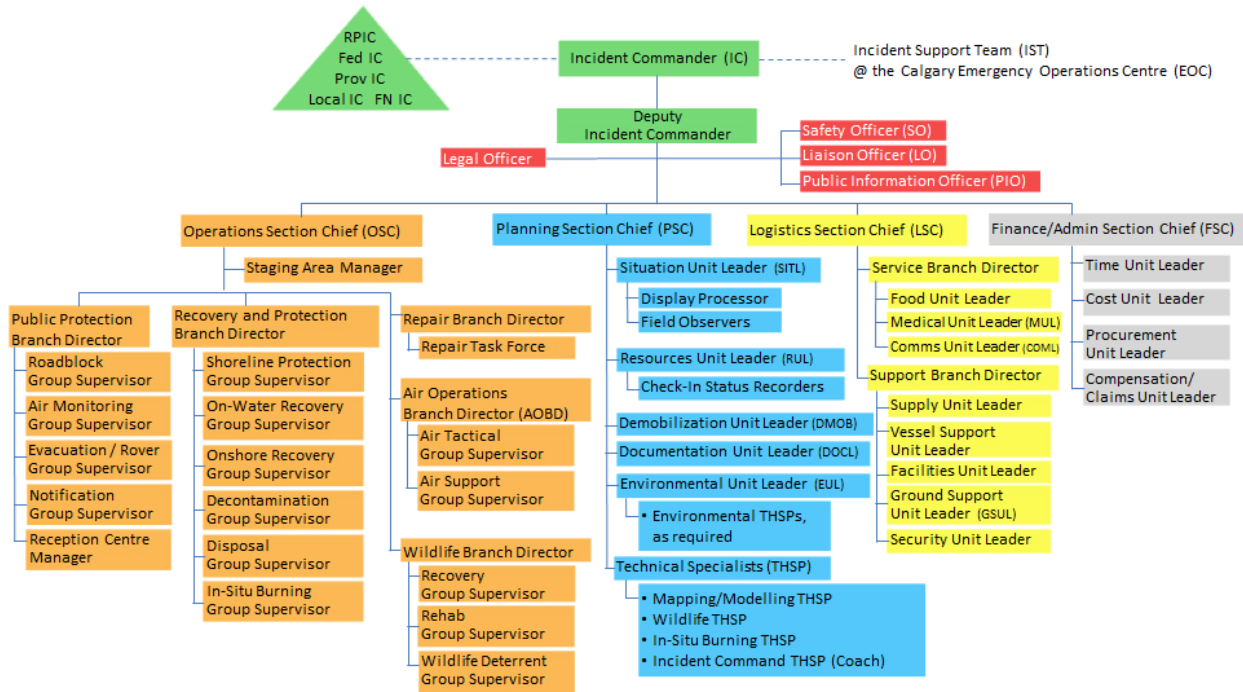 RPIC
Fed IC
Prov IC
Local IC FN IC
Incident Commander (IC)
Incident Support Team (IST)
@ the Calgary Emergency Operations Centre (EOC)
Deputy
Incident Commander
Legal Officer
Safety Officer (SO)
Liaison Officer (LO)
Public Information Officer (PIO)
Operations Section Chief (OSC)
Staging Area Manager
Public Protection
Branch Director
Roadblock
Group Supervisor
Air Monitoring
Group Supervisor
Evacuation / Rover
Group Supervisor
Notification
Group Supervisor
Reception Centre
Manager
Recovery and Protection
Branch Director
Shoreline Protection
Group Supervisor
On-Water Recovery
Group Supervisor
Onshore Recovery
Group Supervisor
Decontamination
Group Supervisor
Disposal
Group Supervisor
In-Situ Burning
Group Supervisor
Repair Branch Director
Repair Task Force
Air Operations
Branch Director (AOBD)
Air Tactical
Group Supervisor
Air Support
Group Supervisor
Wildlife Branch Director
Recovery
Group Supervisor
Rehab
Group Supervisor
Wildlife Deterrent
Group Supervisor
Planning Section Chief (PSC)
Situation Unit Leader (SITL)
Display Processor
Field Observers
Resources Unit Leader (RUL)
Check-In Status Recorders
Demobilization Unit Leader (DMOB)
Documentation Unit Leader (DOCL)
Environmental Unit Leader (EUL)
• Environmental THSPs,
as required
Technical Specialists (THSP)
• Mapping/Modelling THSP
• Wildlife THSP
• In-Situ Burning THSP
• Incident Command THSP (Coach)
Logistics Section Chief (LSC)
Service Branch Director
Food Unit Leader
Medical Unit Leader (MUL)
Comms Unit Leader (COML)
Support Branch Director
Supply Unit Leader
Vessel Support
Unit Leader
Facilities Unit Leader
Ground Support
Unit Leader (GSUL)
Security Unit Leader
Finance/Admin Section Chief (FSC)
Time Unit Leader
Cost Unit Leader
Procurement
Unit Leader
Compensation/
Claims Unit Leader